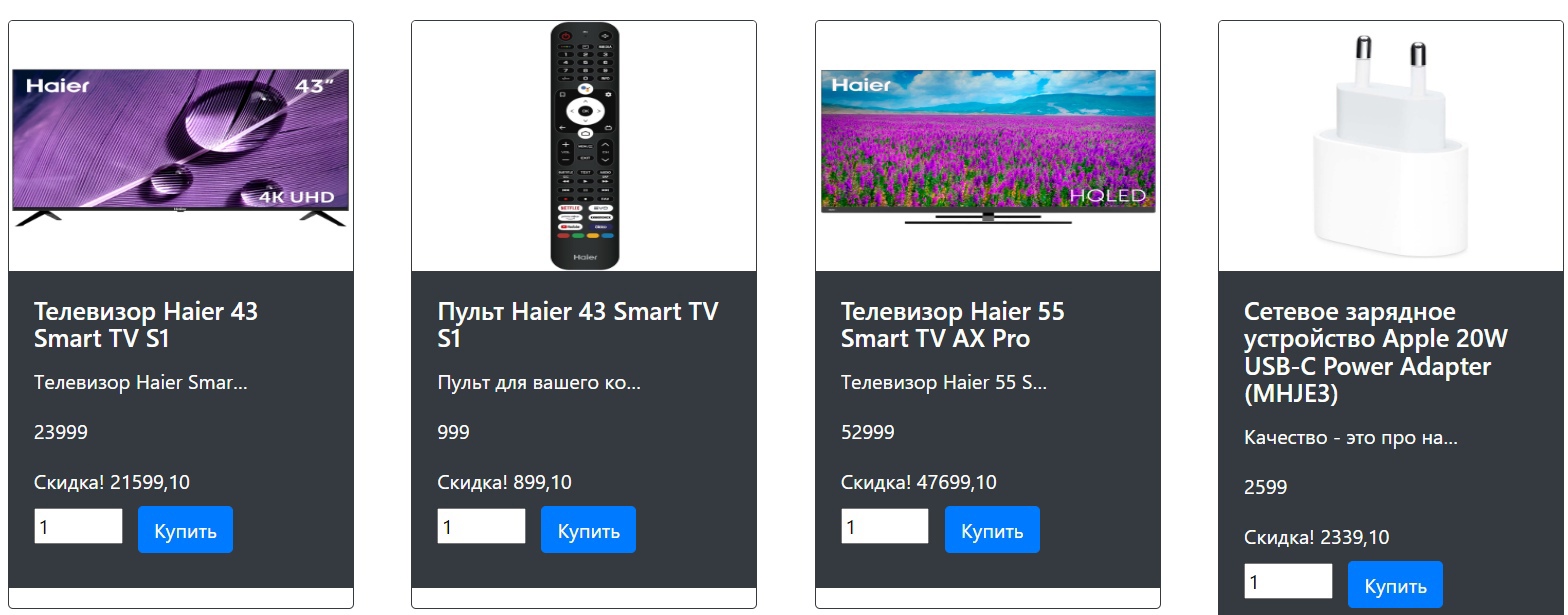 Haier
43"
4K UHD
Haier
Haier
HQLED
Телевизор Haier 43
Smart TV S1
Телевизор Haier Smar...
23999
Скидка! 21599,10
1
Купить
Пульт Haier 43 Smart TV
S1
Пульт для вашего ко...
999
Скидка! 899,10
1
Купить
Телевизор Haier 55
Smart TV AX Pro
Телевизор Haier 55 S...
52999
Скидка! 47699,10
1
Купить
Сетевое зарядное
устройство Apple 20W
USB-C Power Adapter
(MHJE3)
Качество - это про на...
2599
Скидка! 2339,10
1
Купить